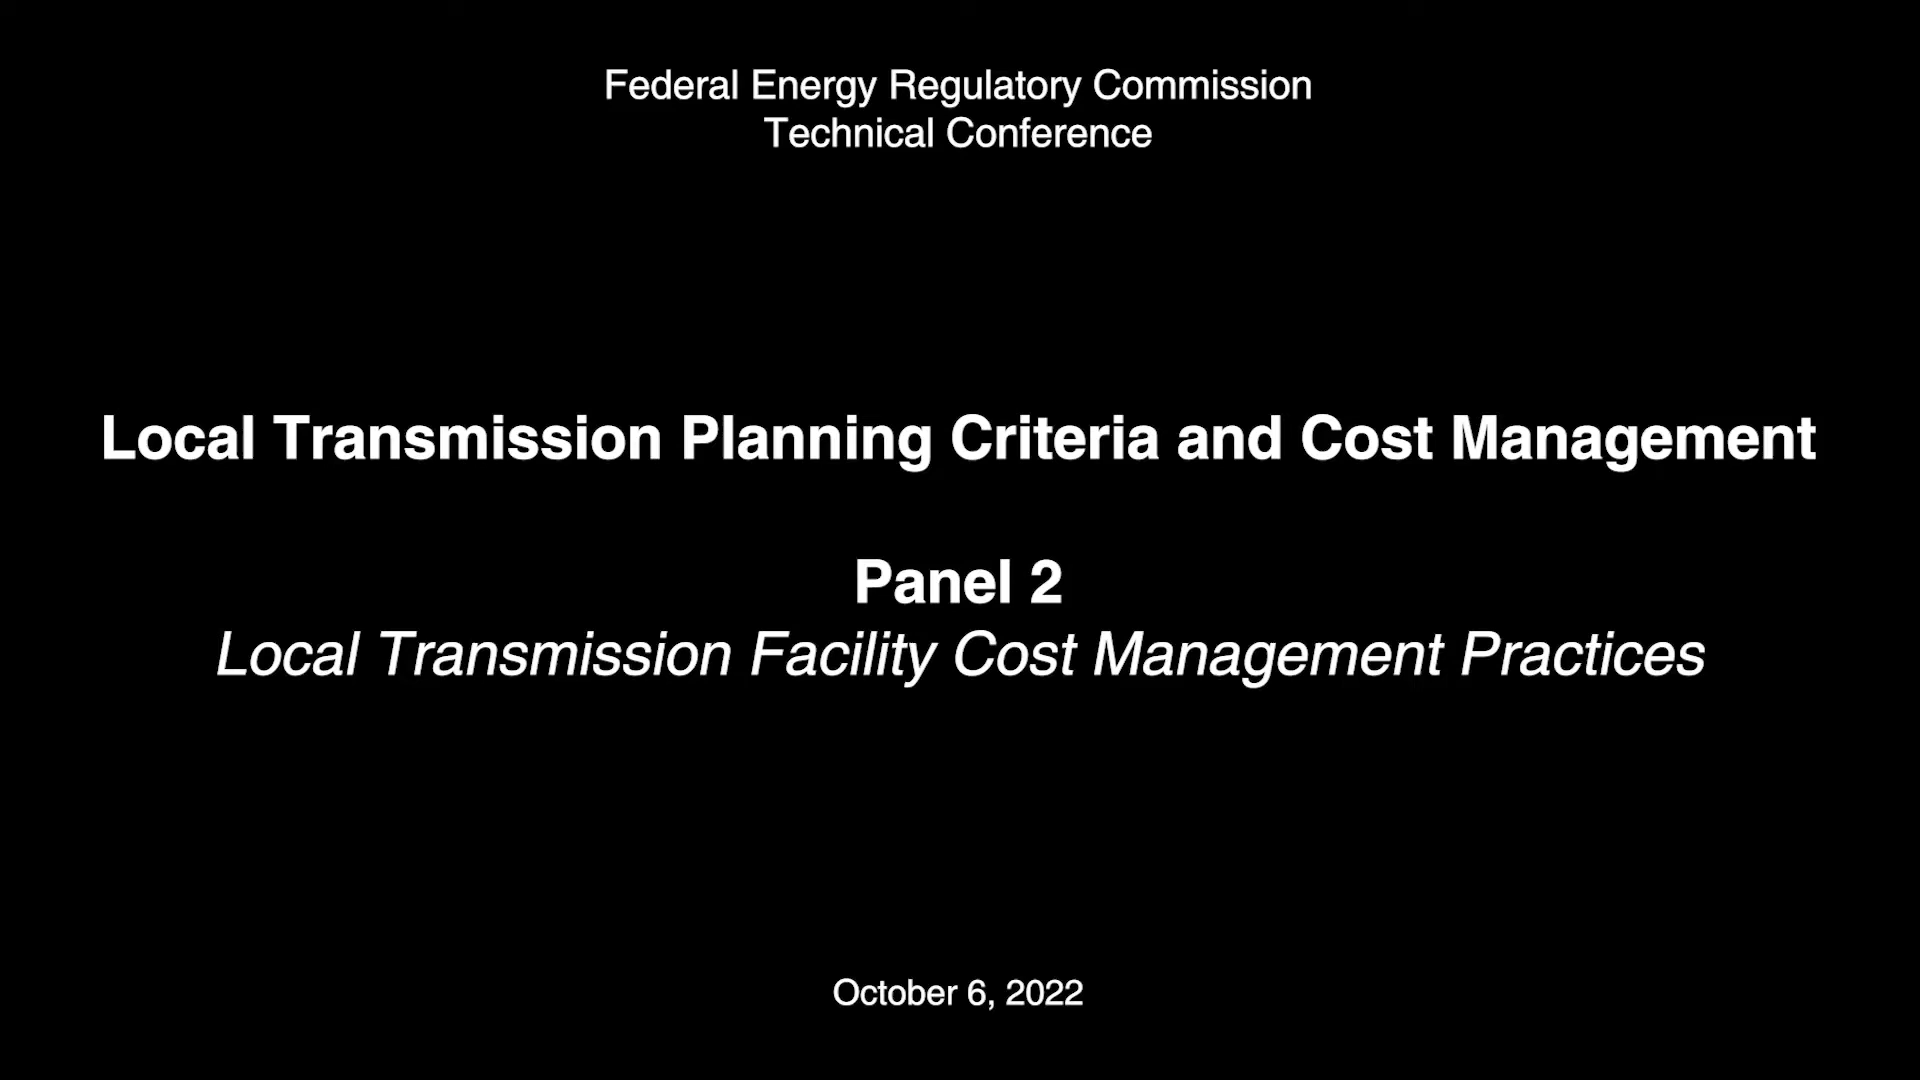 Federal Energy Regulatory Commission
Technical Conference
Local Transmission Planning Criteria and Cost Management
Panel 2
Local Transmission Facility Cost Management Practices
October 6, 2022